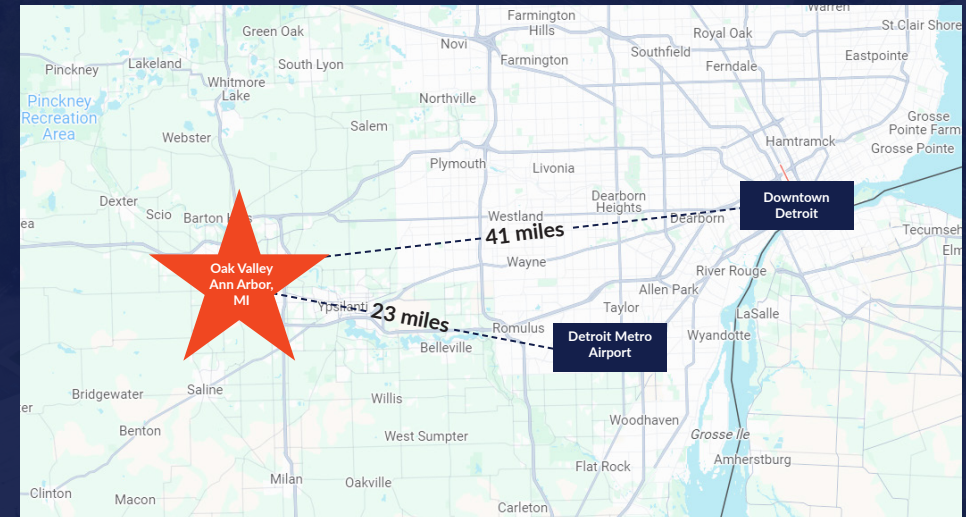 Warren
Farmington
Hills
Green Oak
Royal Oak
St Clair Shore
Novi
Southfield
Eastpointe
Farmington
Ferndale
Lakeland
South Lyon
Pinckney
Whitmore
Lake
Northville
Pinckney
Recreation
Area
Salem
Grosse
Pointe Farm
Webster
Hamtramck
Grosse Pointe
Plymouth
Livonia
Dexter
Scio
Barton H
Dearborn
Heights
Downtown
Detroit
ea
Westland
Dearborn
41 miles
Tecumseh
Elm
Wayne
Oak Valley
Ann Arbor,
MI
River Rouge
Allen Park
Ypsilanti
23 miles
Taylor
LaSalle
Romulus
Detroit Metro
Airport
Wyandotte
Belleville
Saline
Bridgewater
Willis
er
Benton
West Sumpter
Woodhaven
Grosse Ile
Amherstburg
Flat Rock
Milan
Oakville
Clinton
Macon
Carleton